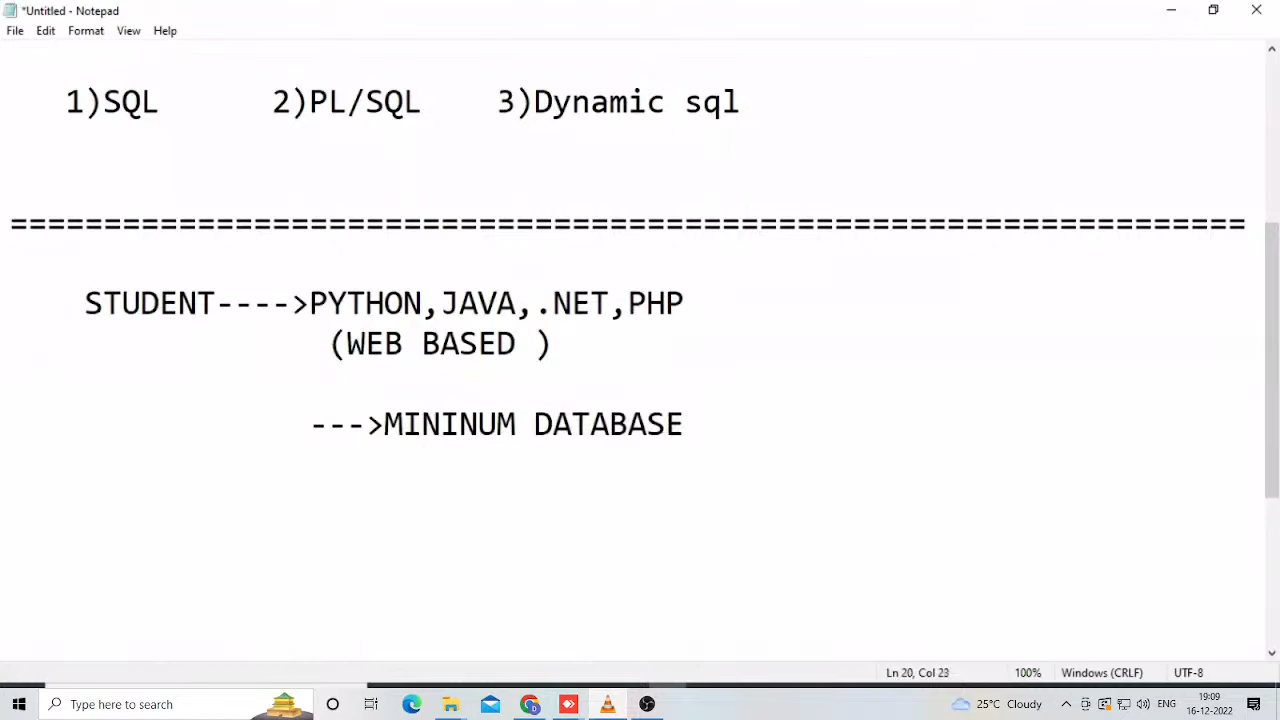 *Untitled - Notepad
File Edit Format View Help
1)SQL 2)PL/SQL 3)Dynamic sql
==================================================================
STUDENT---->PYTHON,JAVA,.NET,PHP
(WEB BASED )
--->MININUM DATABASE
Ln 20, Col 23 100% Windows (CRLF) UTF-8
Type here to search 25°C Cloudy ENG 19:09
16-12-2022